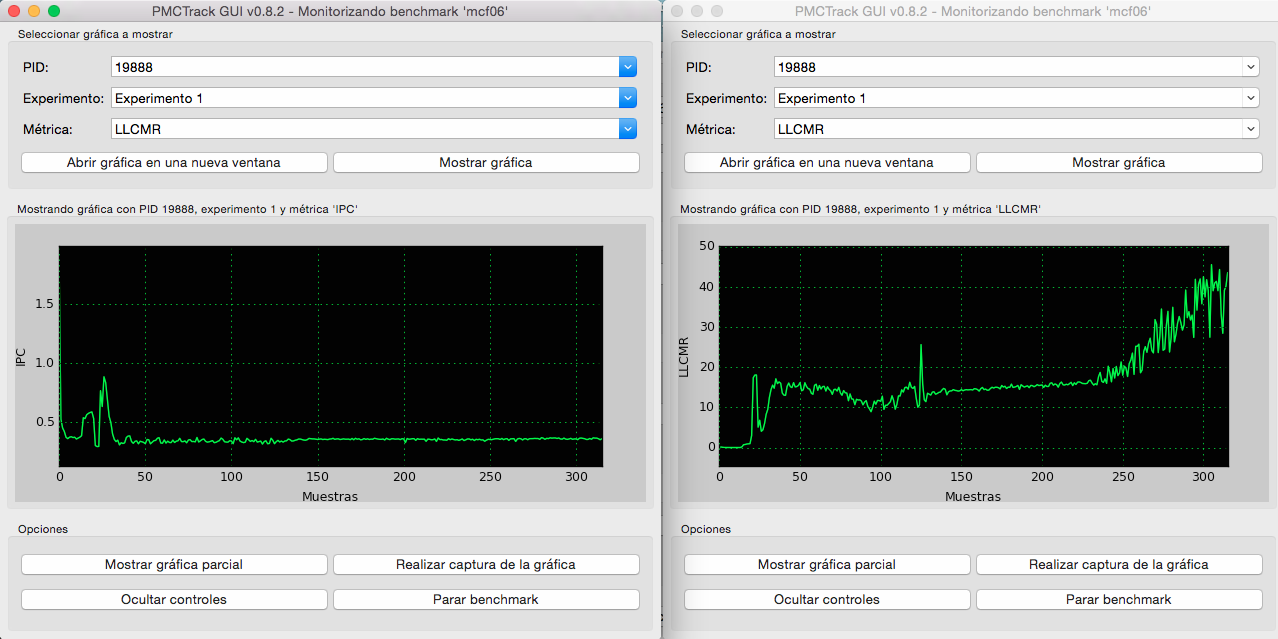 PMCTrack GUI v0.8.2 - Monitorizando benchmark 'mcf06'
Seleccionar gráfica a mostrar
PID:
19888
Experimento:
Experimento 1
Métrica:
LLCMR
Abrir gráfica en una nueva ventana
Mostrar gráfica
Mostrando gráfica con PID 19888, experimento 1 y métrica 'IPC'
1.5
1.0
0.5
IPC
0
50
100
150
200
250
300
Muestras
Opciones
Mostrar gráfica parcial
Realizar captura de la gráfica
Ocultar controles
Parar benchmark
PMCTrack GUI v0.8.2 - Monitorizando benchmark 'mcf06'
Seleccionar gráfica a mostrar
PID:
19888
Experimento:
Experimento 1
Métrica:
LLCMR
Abrir gráfica en una nueva ventana
Mostrar gráfica
Mostrando gráfica con PID 19888, experimento 1 y métrica 'LLCMR'
50
40
30
20
10
0
LLCMR
0
50
100
150
200
250
300
Muestras
Opciones
Mostrar gráfica parcial
Realizar captura de la gráfica
Ocultar controles
Parar benchmark